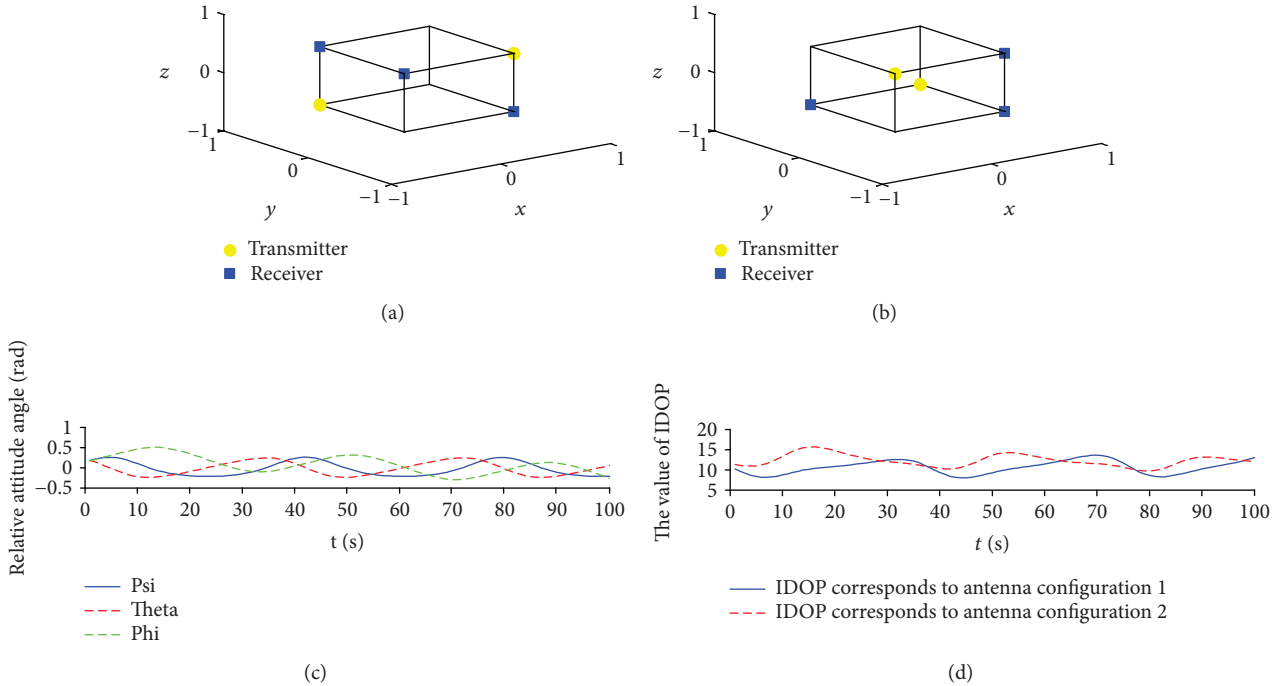 1
0
−1
z
1
0
−1
y
−1
0
1
x
Transmitter
Receiver
(a)
1
0
−1
z
1
0
−1
y
−1
0
1
x
Transmitter
Receiver
(b)
Relative attitude angle (rad)
1
0.5
0
−0.5
0 10 20 30 40 50 60 70 80 90 100
t (s)
Psi
Theta
Phi
(c)
The value of IDOP
20
15
10
5
0 10 20 30 40 50 60 70 80 90 100
t (s)
IDOP corresponds to antenna configuration 1
IDOP corresponds to antenna configuration 2
(d)